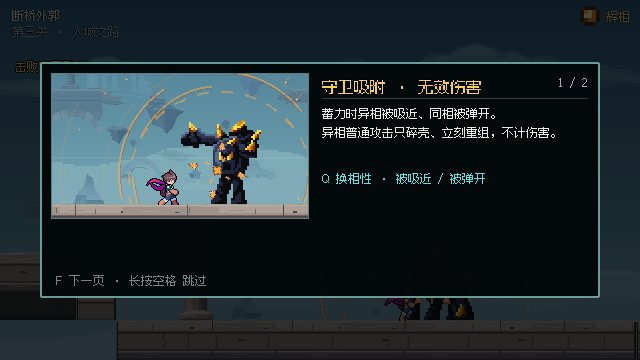 断桥外郭
第三关 · 入城之路
辉相
击败
守卫吸附 · 无效伤害
1 / 2
蓄力时异相被吸近、同相被弹开。
异相普通攻击只碎壳、立刻重组，不计伤害。
Q 换相性 · 被吸近 / 被弹开
F 下一页 · 长按空格 跳过